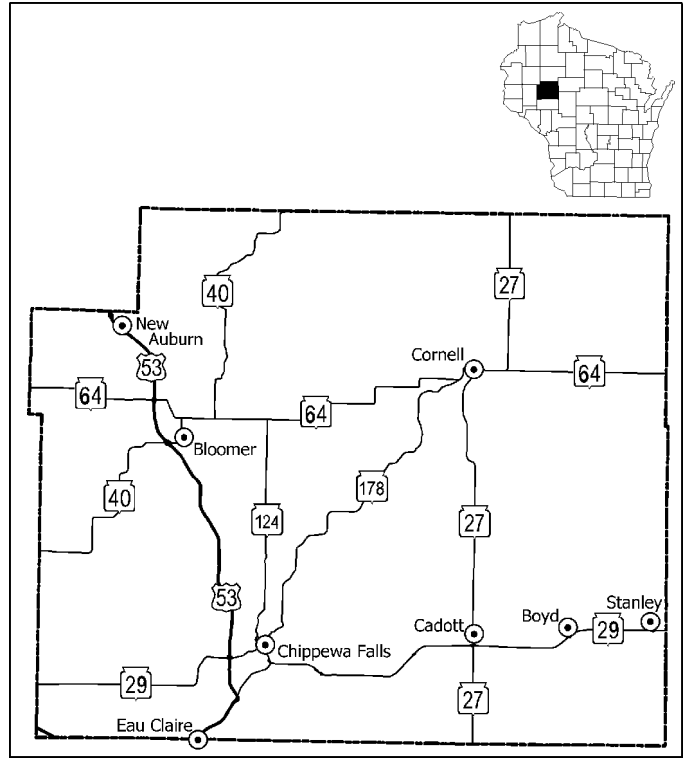 27
40
New
Auburn
53
Cornell
64
64
64
Bloomer
40
178
124
27
53
Stanley
Boyd
Cadott
29
Chippewa Falls
29
27
Eau Claire